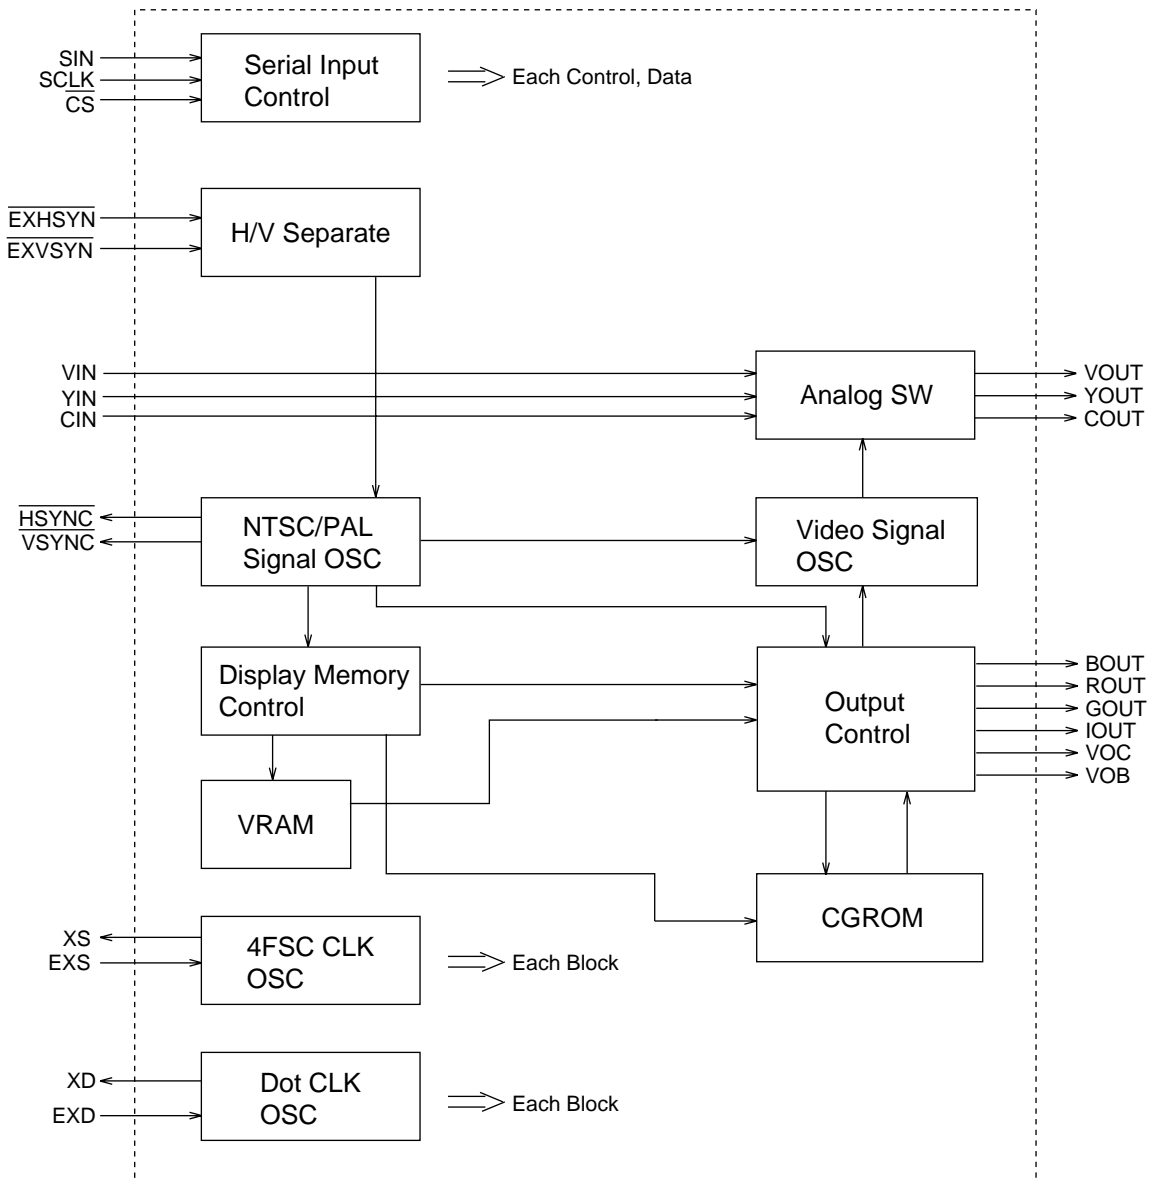 SIN
SCLK
CS
Serial Input
Control
Each Control, Data
EXHSYN
EXVSYN
H/V Separate
VIN
YIN
CIN
Analog SW
VOUT
YOUT
COUT
HSYNC
VSYNC
NTSC/PAL
Signal OSC
Video Signal
OSC
Display Memory
Control
Output
Control
BOUT
ROUT
GOUT
IOUT
VOC
VOB
VRAM
CGROM
XS
EXS
4FSC CLK
OSC
Each Block
XD
EXD
Dot CLK
OSC
Each Block